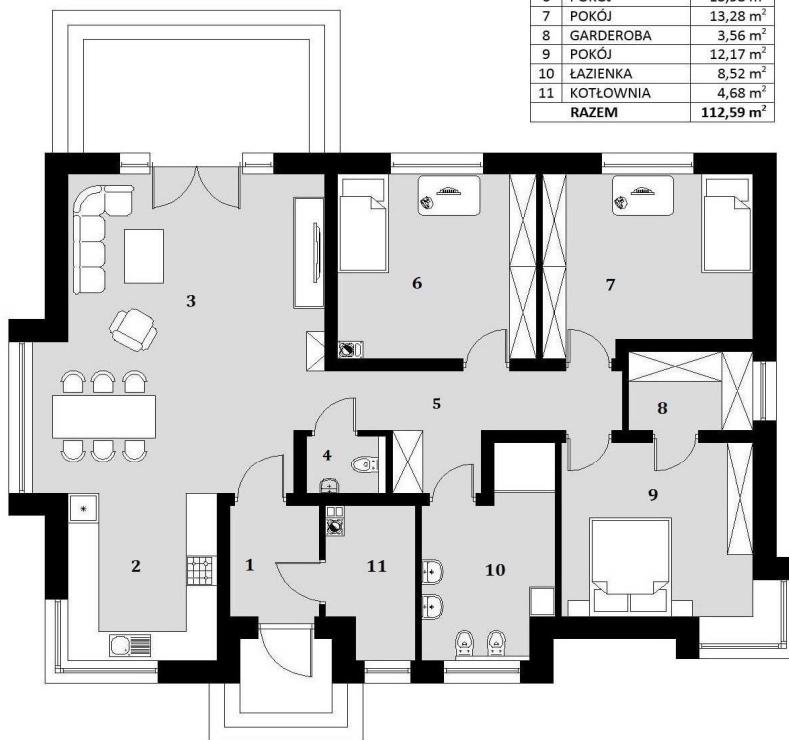 7 POKÓJ 13,28 m²
8 GARDEROBA 3,56 m²
9 POKÓJ 12,17 m²
10 ŁAZIENKA 8,52 m²
11 KOTŁOWNIA 4,68 m²
RAZEM 112,59 m²
3
6
7
5
8
4
9
2
1
11
10